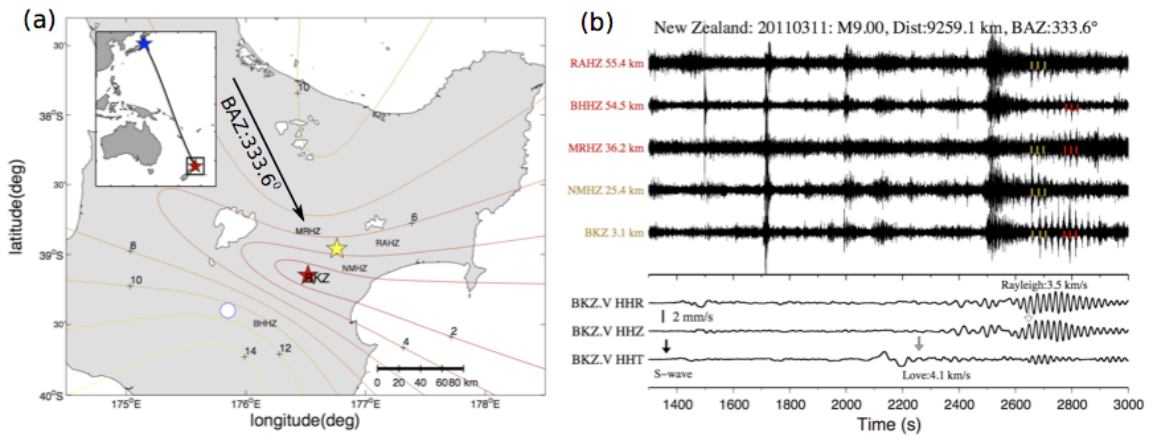 (a)
30'
38°S
30'
39°S
30'
40°S
latitude(deg)
175°E
176°E
177°E
178°E
longitude(deg)
BAZ:333.6°
10
6
8
10
12
14
4
2
MRHZ
RAHZ
NMHZ
BKZ
BHHZ
0 20 40 60 80 km
(b)
New Zealand: 20110311: M9.00, Dist:9259.1 km, BAZ:333.6°
RAHZ 55.4 km
BHHZ 54.5 km
MRHZ 36.2 km
NMHZ 25.4 km
BKZ 3.1 km
Rayleigh:3.5 km/s
BKZ.V HHR
2 mm/s
BKZ.V HHZ
BKZ.V HHT
S-wave
Love:4.1 km/s
1400 1600 1800 2000 2200 2400 2600 2800 3000
Time (s)